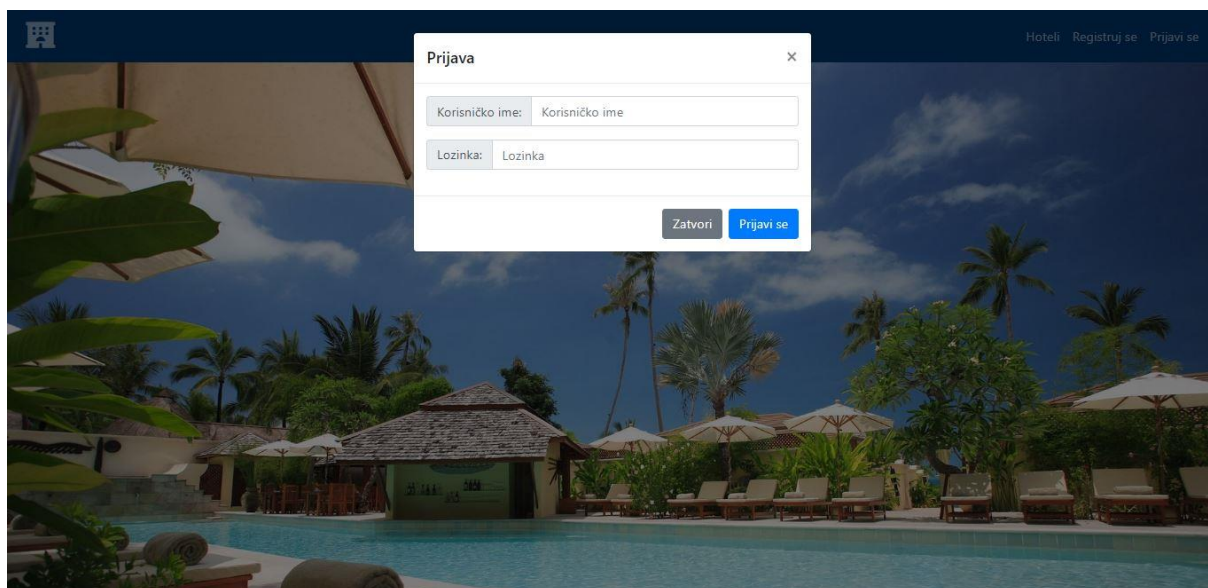 Hoteli Registruj se Prijavi se
Prijava ×
Korisničko ime: Korisničko ime
Lozinka: Lozinka
Zatvori Prijavi se